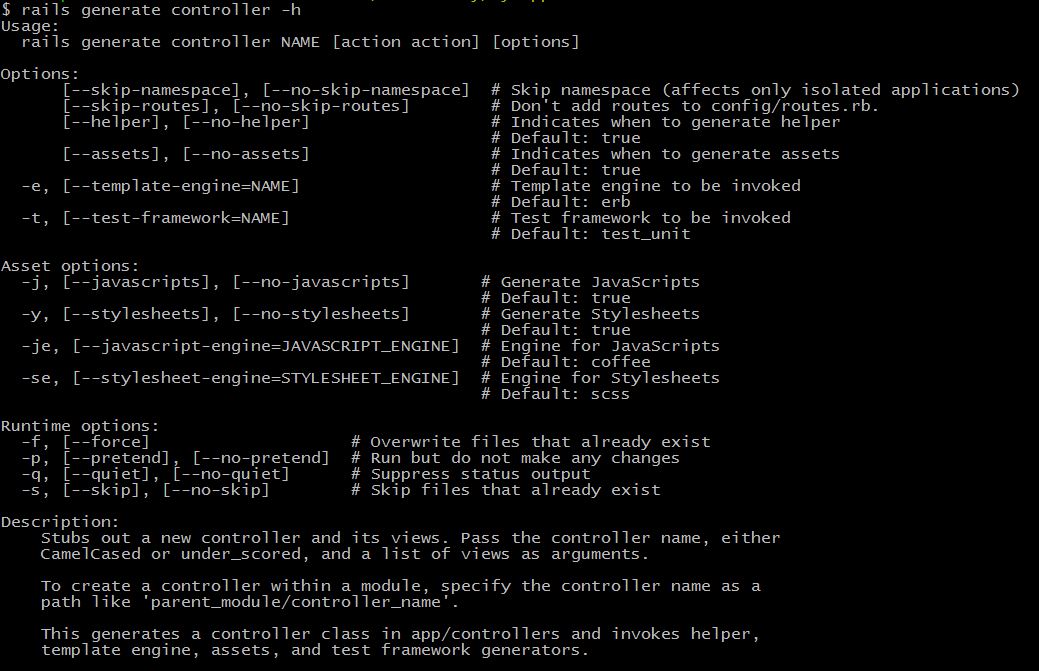 $ rails generate controller -h
Usage:
  rails generate controller NAME [action action] [options]

Options:
      [--skip-namespace], [--no-skip-namespace]  # Skip namespace (affects only isolated applications)
      [--skip-routes], [--no-skip-routes]        # Don't add routes to config/routes.rb.
      [--helper], [--no-helper]                  # Indicates when to generate helper
                                                 # Default: true
      [--assets], [--no-assets]                  # Indicates when to generate assets
                                                 # Default: true
  -e, [--template-engine=NAME]                   # Template engine to be invoked
                                                 # Default: erb
  -t, [--test-framework=NAME]                    # Test framework to be invoked
                                                 # Default: test_unit

Asset options:
  -j, [--javascripts], [--no-javascripts]       # Generate JavaScripts
                                                # Default: true
  -y, [--stylesheets], [--no-stylesheets]       # Generate Stylesheets
                                                # Default: true
  -je, [--javascript-engine=JAVASCRIPT_ENGINE]  # Engine for JavaScripts
                                                # Default: coffee
  -se, [--stylesheet-engine=STYLESHEET_ENGINE]  # Engine for Stylesheets
                                                # Default: scss

Runtime options:
  -f, [--force]                    # Overwrite files that already exist
  -p, [--pretend], [--no-pretend]  # Run but do not make any changes
  -q, [--quiet], [--no-quiet]      # Suppress status output
  -s, [--skip], [--no-skip]        # Skip files that already exist

Description:
    Stubs out a new controller and its views. Pass the controller name, either
    CamelCased or under_scored, and a list of views as arguments.

    To create a controller within a module, specify the controller name as a
    path like 'parent_module/controller_name'.

    This generates a controller class in app/controllers and invokes helper,
    template engine, assets, and test framework generators.